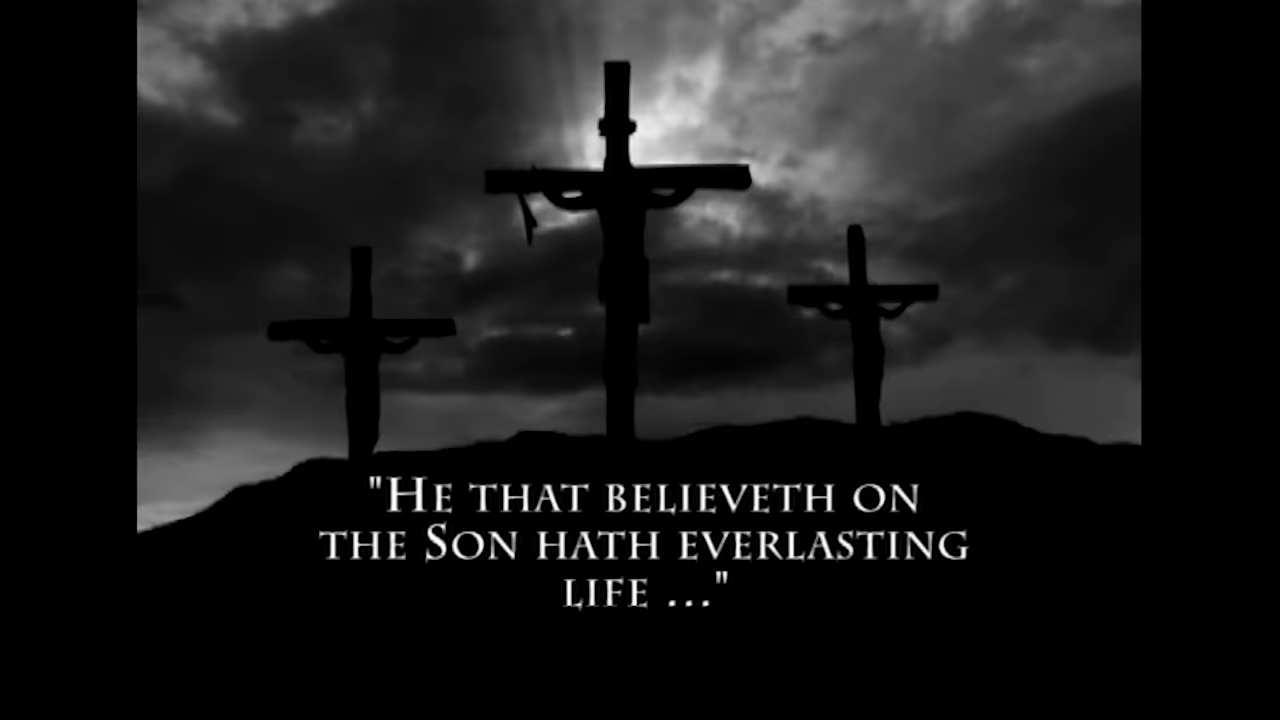 "He that believeth on
the Son hath everlasting
life ..."